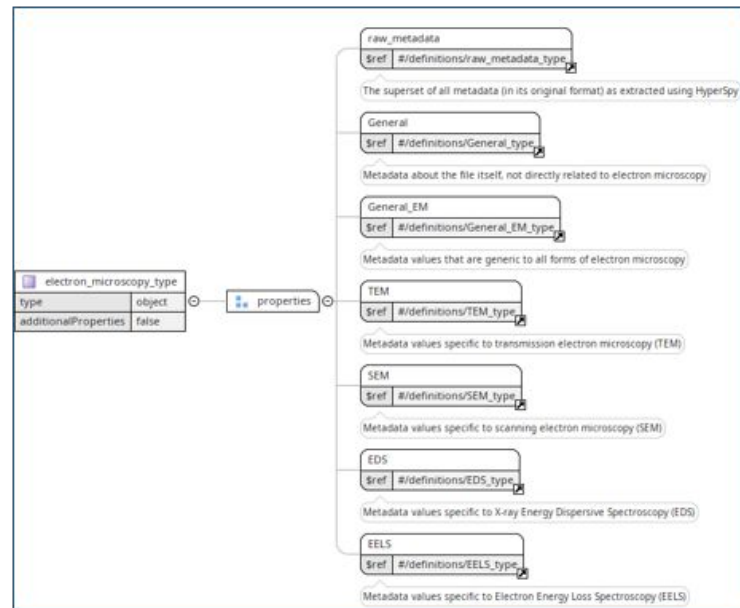 raw_metadata
$ref #/definitions/raw_metadata_type
The superset of all metadata (in its original format) as extracted using HyperSpy
General
$ref #/definitions/General_type
Metadata about the file itself, not directly related to electron microscopy
General_EM
$ref #/definitions/General_EM_type
Metadata values that are generic to all forms of electron microscopy
electron_microscopy_type
type object
additionalProperties false
properties
TEM
$ref #/definitions/TEM_type
Metadata values specific to transmission electron microscopy (TEM)
SEM
$ref #/definitions/SEM_type
Metadata values specific to scanning electron microscopy (SEM)
EDS
$ref #/definitions/EDS_type
Metadata values specific to X-ray Energy Dispersive Spectroscopy (EDS)
EELS
$ref #/definitions/EELS_type
Metadata values specific to Electron Energy Loss Spectroscopy (EELS)